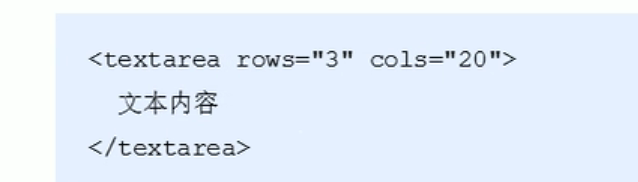 <textarea rows="3" cols="20">
文本内容
</textarea>